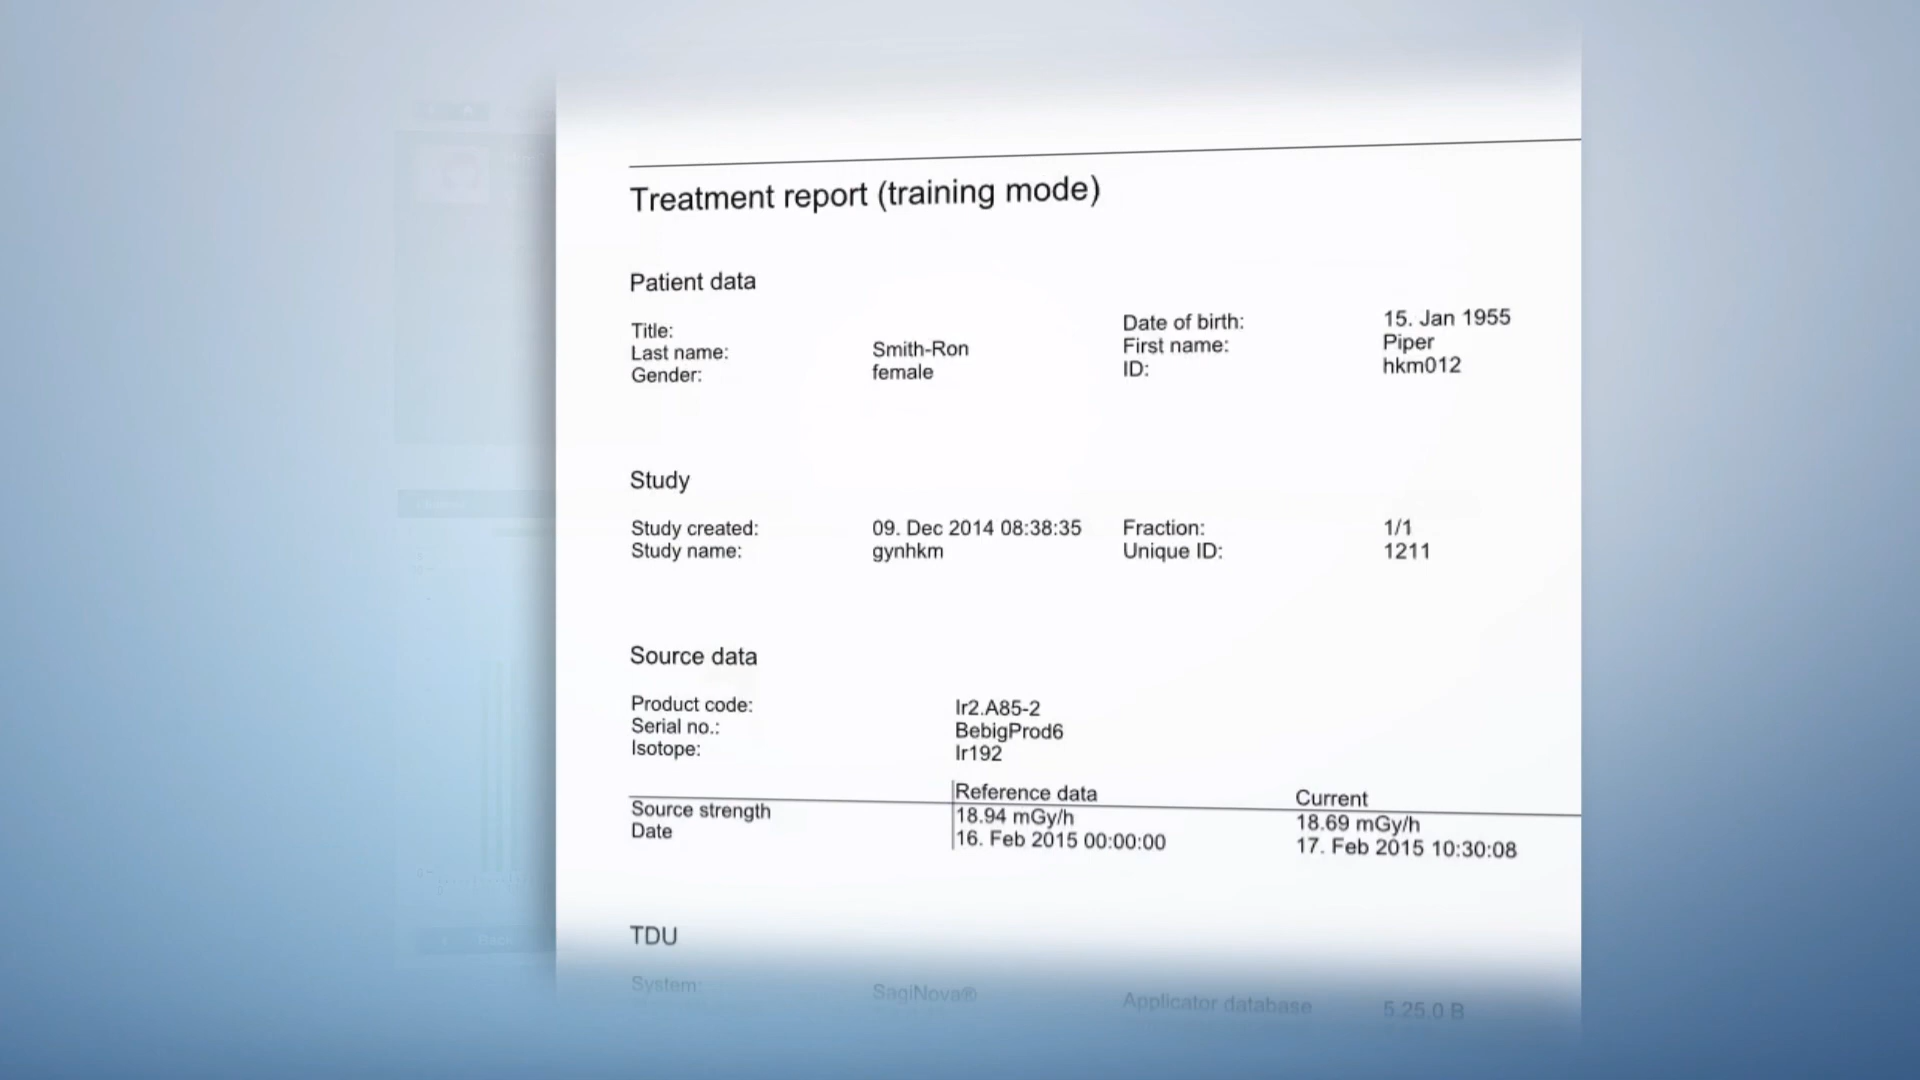 Treatment report (training mode)
Patient data
Title: Date of birth: 15. Jan 1955
Last name: Smith-Ron First name: Piper
Gender: female ID: hkm012
Study
Study created: 09. Dec 2014 08:38:35 Fraction: 1/1
Study name: gynhkm Unique ID: 1211
Source data
Product code: Ir2.A85-2
Serial no.: BebigProd6
Isotope: Ir192
Reference data Current
Source strength 18.94 mGy/h 18.69 mGy/h
Date 16. Feb 2015 00:00:00 17. Feb 2015 10:30:08
TDU
System: SagiNova® Applicator database 5.25.0 B
Back